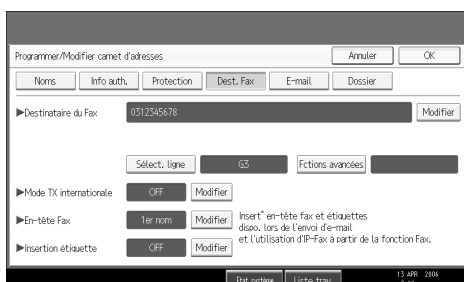 Programmer/Modifier carnet d'adresses Annuler OK
Noms Info auth. Protection Dest. Fax E-mail Dossier
▶Destinataire du Fax 0312345678 Modifier
Sélect. ligne G3 Fctions avancées
▶Mode TX internationale OFF Modifier
▶En-tête Fax 1er nom Modifier Insert° en-tête fax et étiquettes
dispo. lors de l'envoi d'e-mail
et l'utilisation d'IP-Fax à partir de la fonction Fax.
▶Insertion étiquette OFF Modifier
Etat système Liste trav. 13 APR 2006